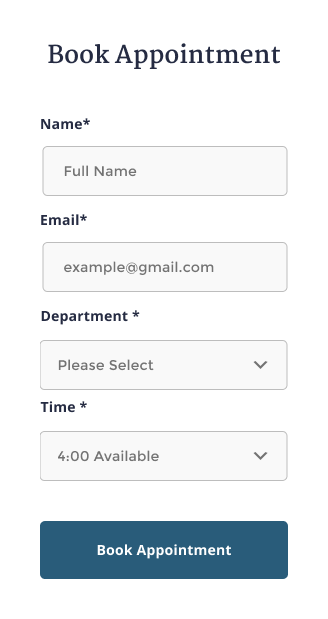 Book Appointment
Name*
Full Name
Email*
example@gmail.com
Department *
Please Select
Time *
4:00 Available
Book Appointment